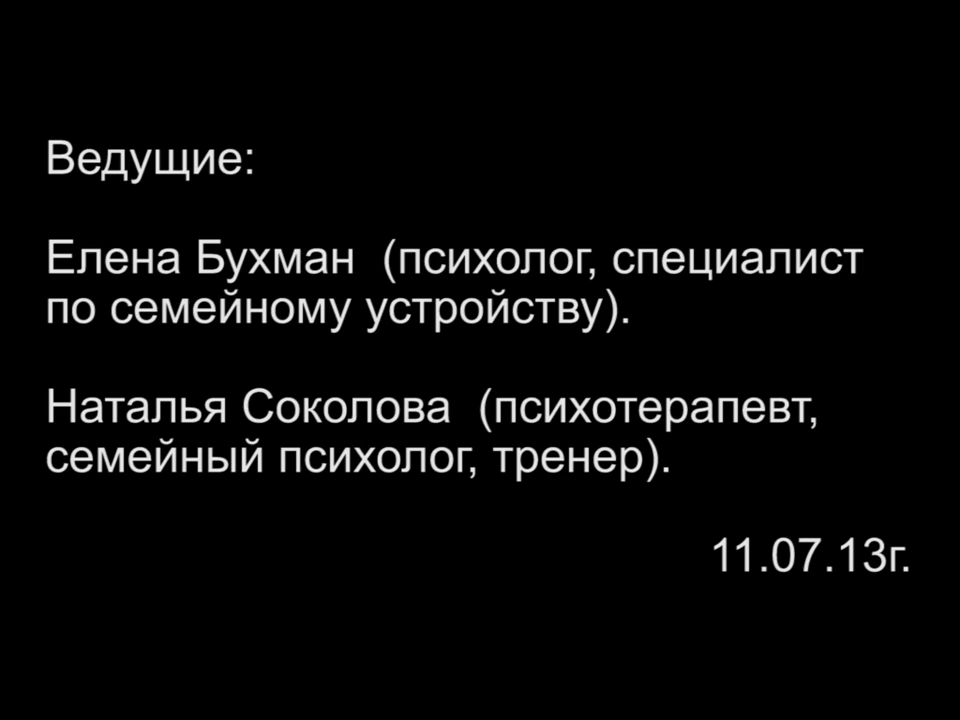 Ведущие:
Елена Бухман (психолог, специалист
по семейному устройству).
Наталья Соколова (психотерапевт,
семейный психолог, тренер).
11.07.13г.